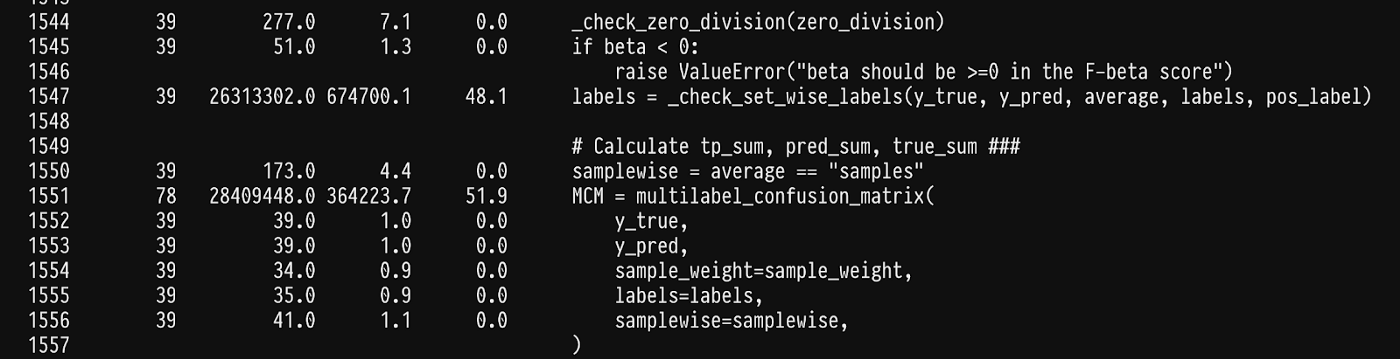 1544 39 277.0 7.1 0.0 _check_zero_division(zero_division)
1545 39 51.0 1.3 0.0 if beta < 0:
1546 raise ValueError("beta should be >=0 in the F-beta score")
1547 39 26313302.0 674700.1 48.1 labels = _check_set_wise_labels(y_true, y_pred, average, labels, pos_label)
1548
1549 # Calculate tp_sum, pred_sum, true_sum ###
1550 39 173.0 4.4 0.0 samplewise = average == "samples"
1551 78 28409448.0 364223.7 51.9 MCM = multilabel_confusion_matrix(
1552 39 39.0 1.0 0.0 y_true,
1553 39 39.0 1.0 0.0 y_pred,
1554 39 34.0 0.9 0.0 sample_weight=sample_weight,
1555 39 35.0 0.9 0.0 labels=labels,
1556 39 41.0 1.1 0.0 samplewise=samplewise,
1557 )